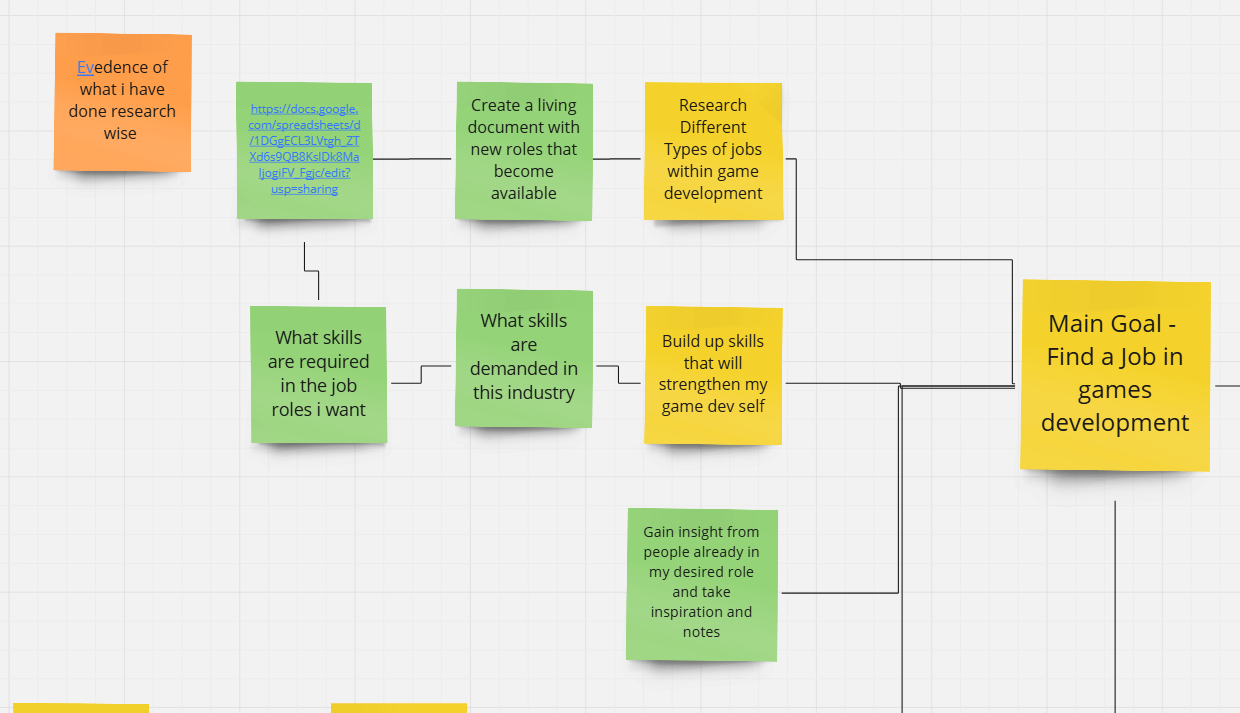 Evedence of
what i have
done research
wise
https://docs.google.
com/spreadsheets/d
/1DGgECL3LVtgh_ZT
Xd6s9QB8KsIDk8Ma
ljogiFV_Fgjc/edit?
usp=sharing
Create a living
document with
new roles that
become
available
Research
Different
Types of jobs
within game
development
What skills
are required
in the job
roles i want
What skills
are
demanded in
this industry
Build up skills
that will
strengthen my
game dev self
Main Goal -
Find a Job in
games
development
Gain insight from
people already in
my desired role
and take
inspiration and
notes